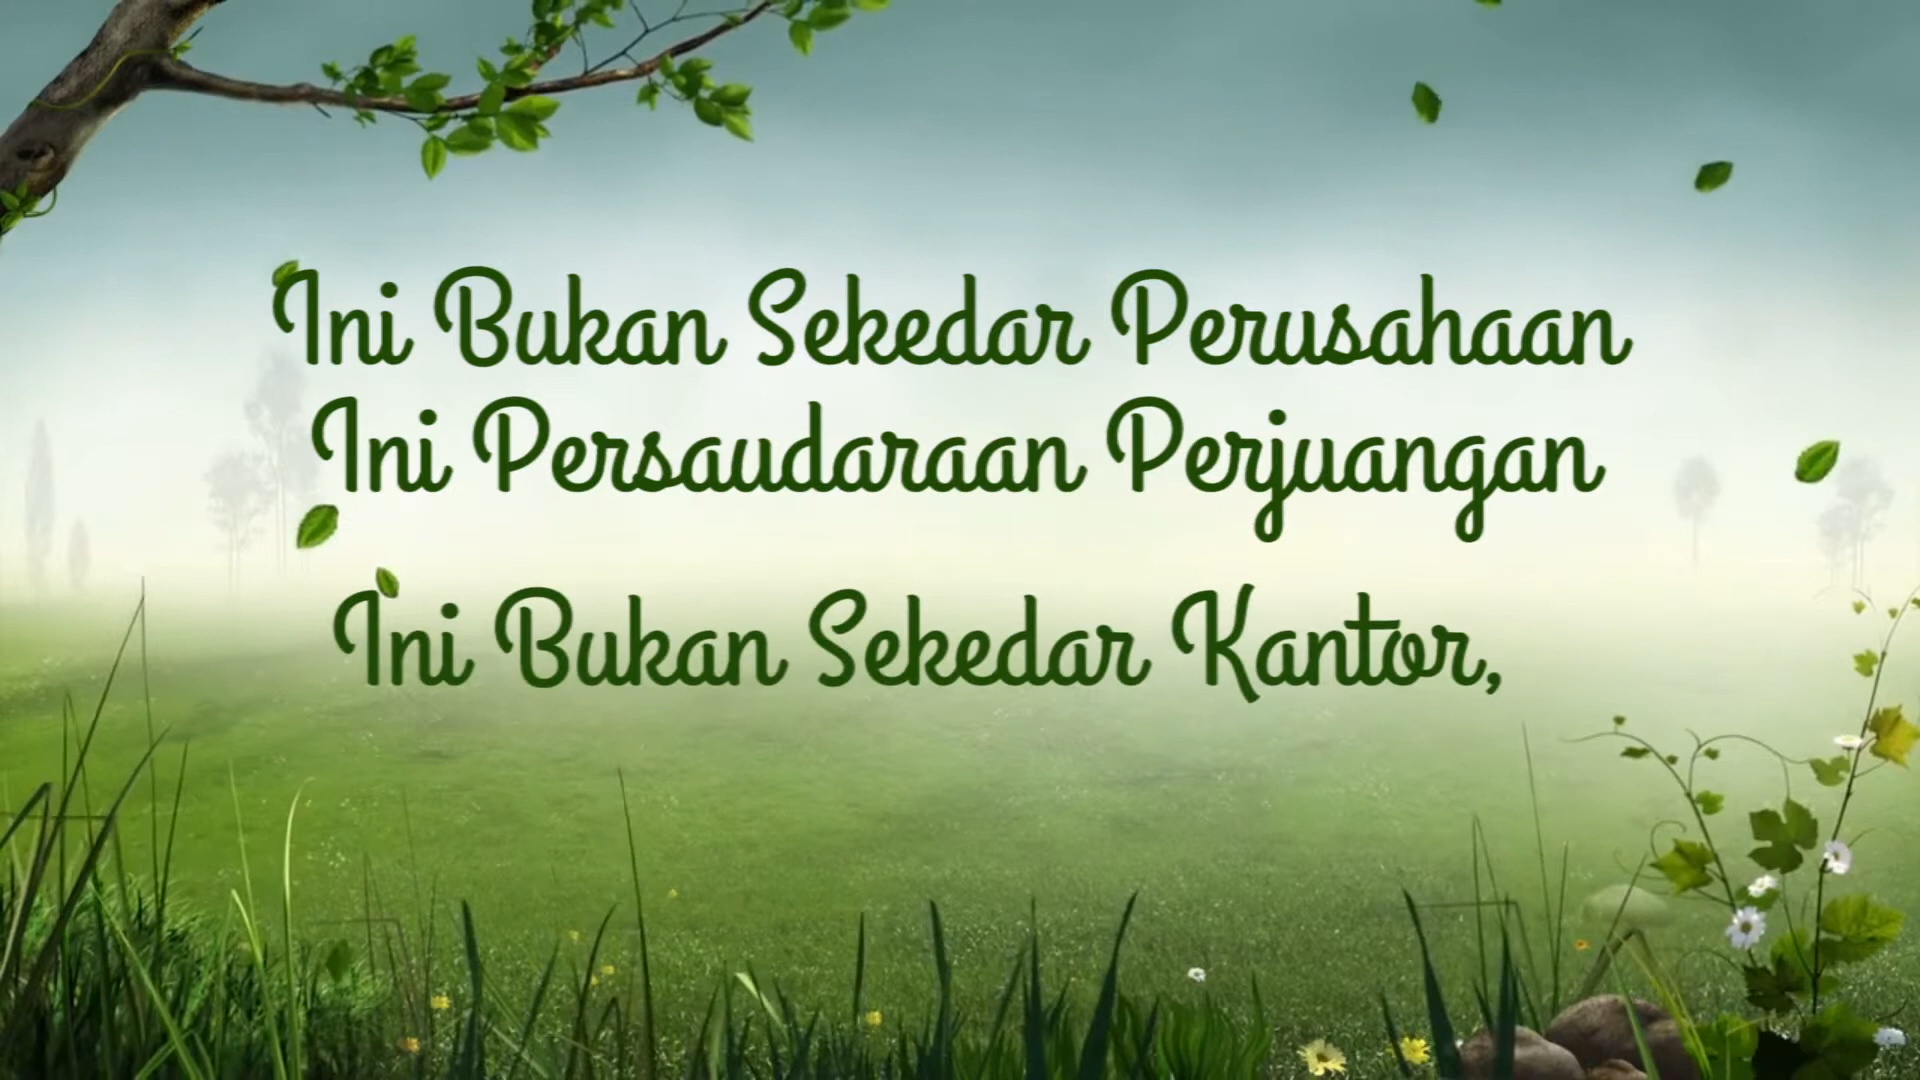 Ini Bukan Sekedar Perusahaan
Ini Persaudaraan Perjuangan
Ini Bukan Sekedar Kantor,